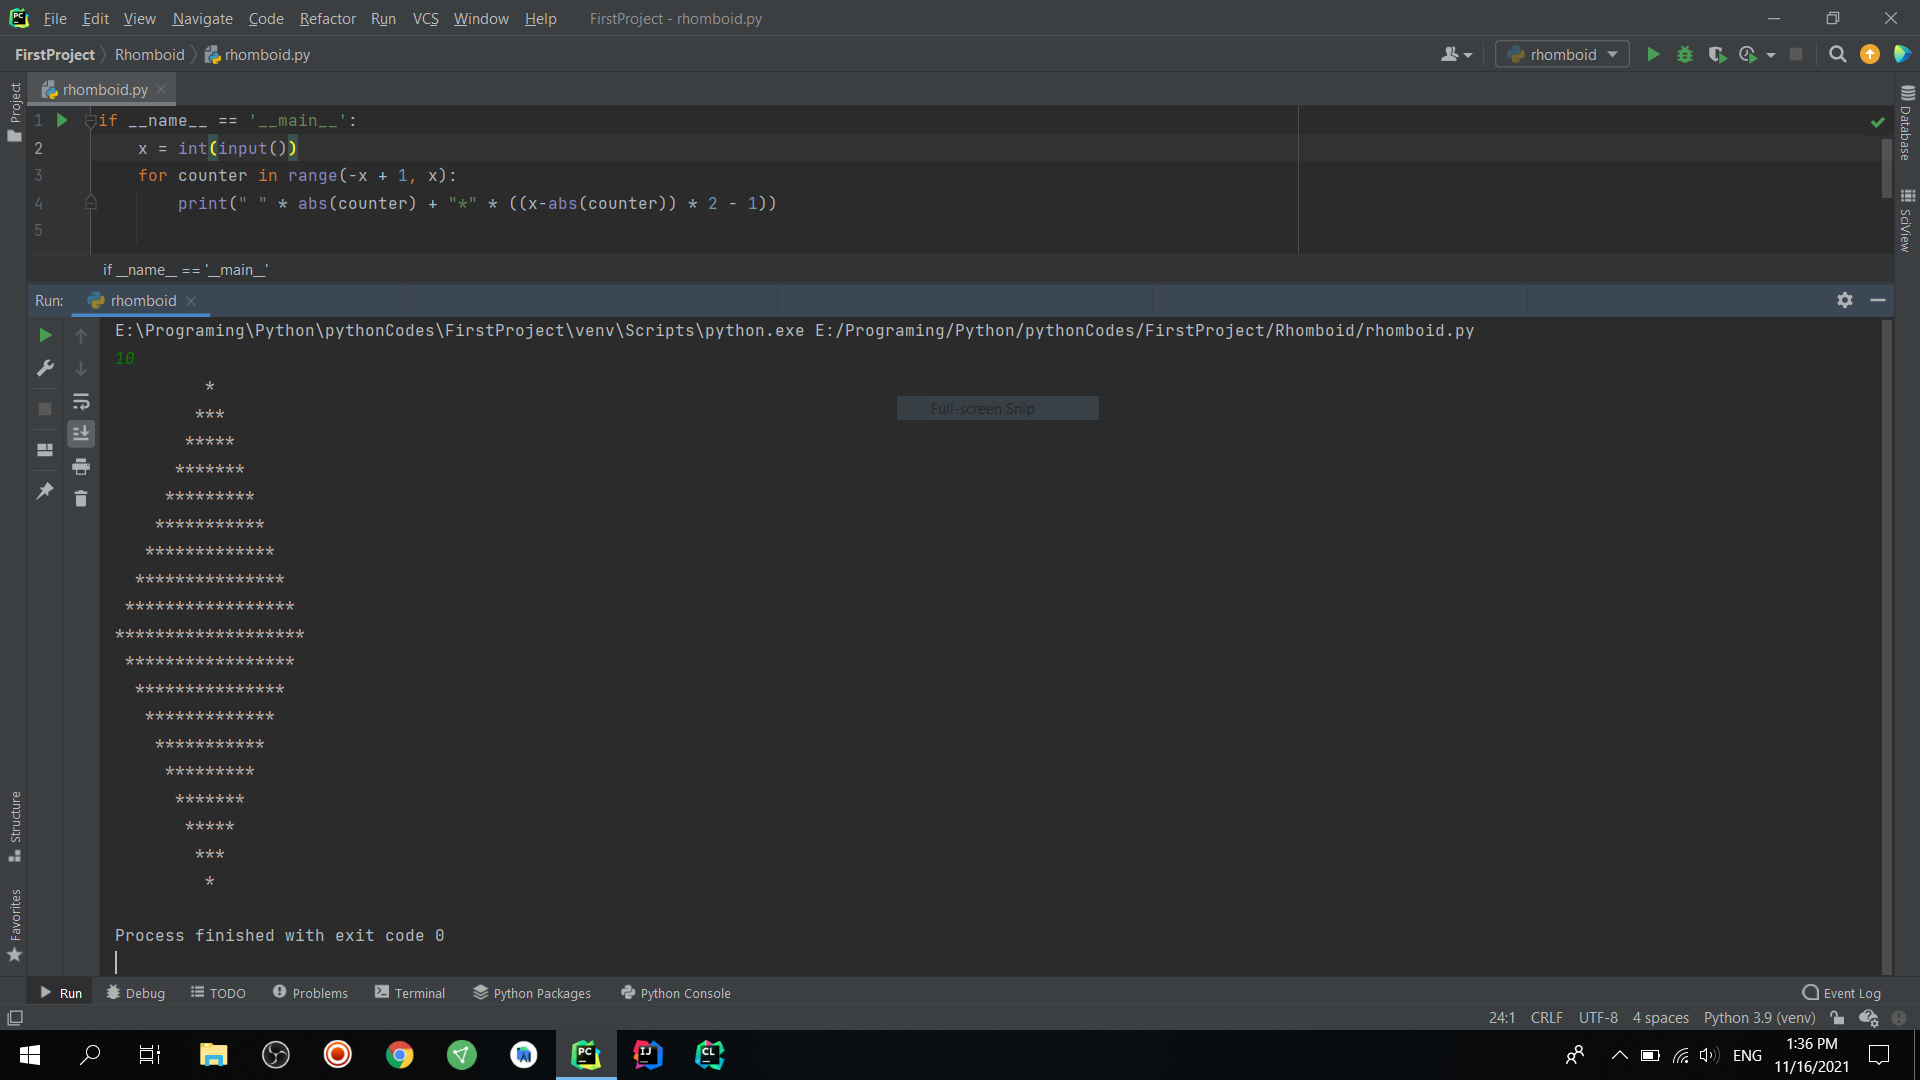 File Edit View Navigate Code Refactor Run VCS Window Help FirstProject - rhomboid.py
FirstProject Rhomboid rhomboid.py rhomboid
Project
rhomboid.py
1 if __name__ == '__main__':
2 x = int(input())
3 for counter in range(-x + 1, x):
4 print(" " * abs(counter) + "*" * ((x-abs(counter)) * 2 - 1))
5
if __name__ == '__main__'
Database
SciView
Run: rhomboid
E:\Programing\Python\pythonCodes\FirstProject\venv\Scripts\python.exe E:/Programing/Python/pythonCodes/FirstProject/Rhomboid/rhomboid.py
10
         *
        ***
       *****
      *******
     *********
    ***********
   *************
  ***************
 *****************
*******************
 *****************
  ***************
   *************
    ***********
     *********
      *******
       *****
        ***
         *
Full-screen Snip
Process finished with exit code 0
Structure
Favorites
Run Debug TODO Problems Terminal Python Packages Python Console Event Log
24:1 CRLF UTF-8 4 spaces Python 3.9 (venv)
PC IJ CL ENG 1:36 PM
11/16/2021